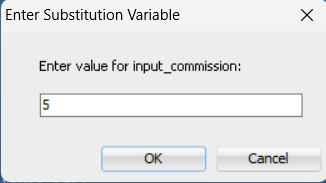 Enter Substitution Variable
Enter value for input_commission:
5
OK
Cancel